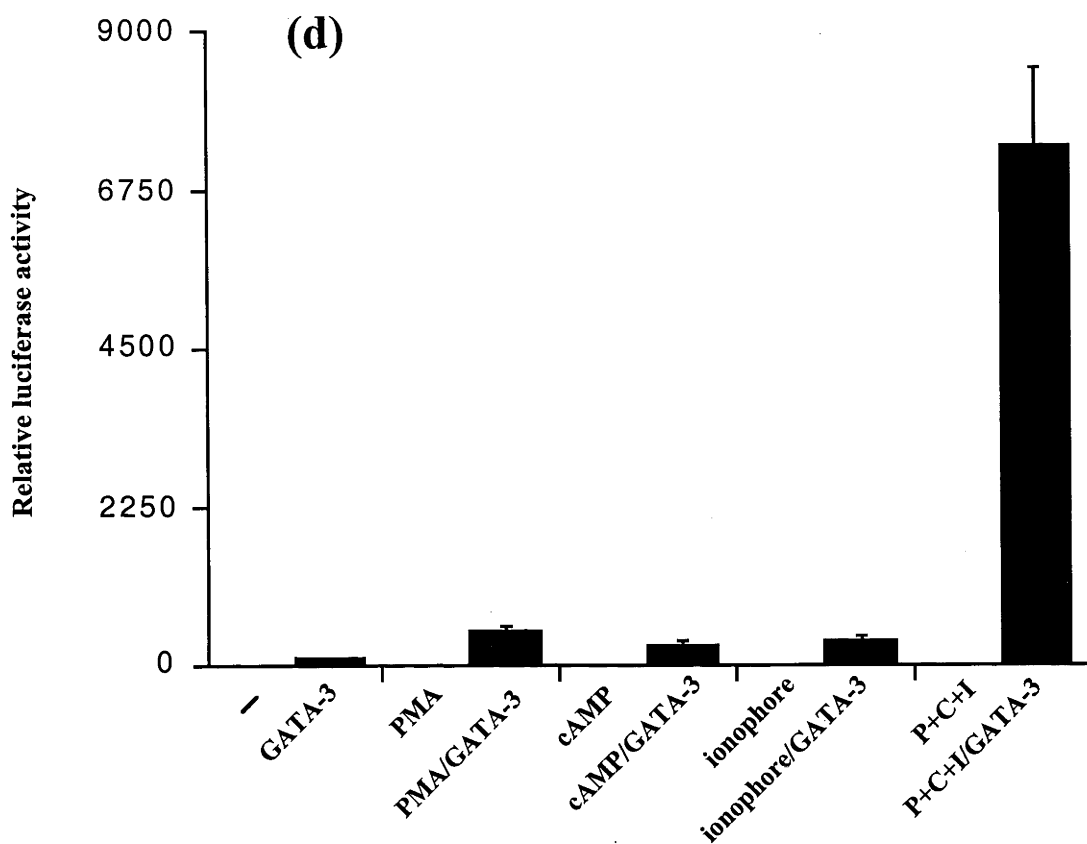 (d)
Relative luciferase activity
9000
6750
4500
2250
0
–
GATA-3
PMA
PMA/GATA-3
cAMP
cAMP/GATA-3
ionophore
ionophore/GATA-3
P+C+I
P+C+I/GATA-3